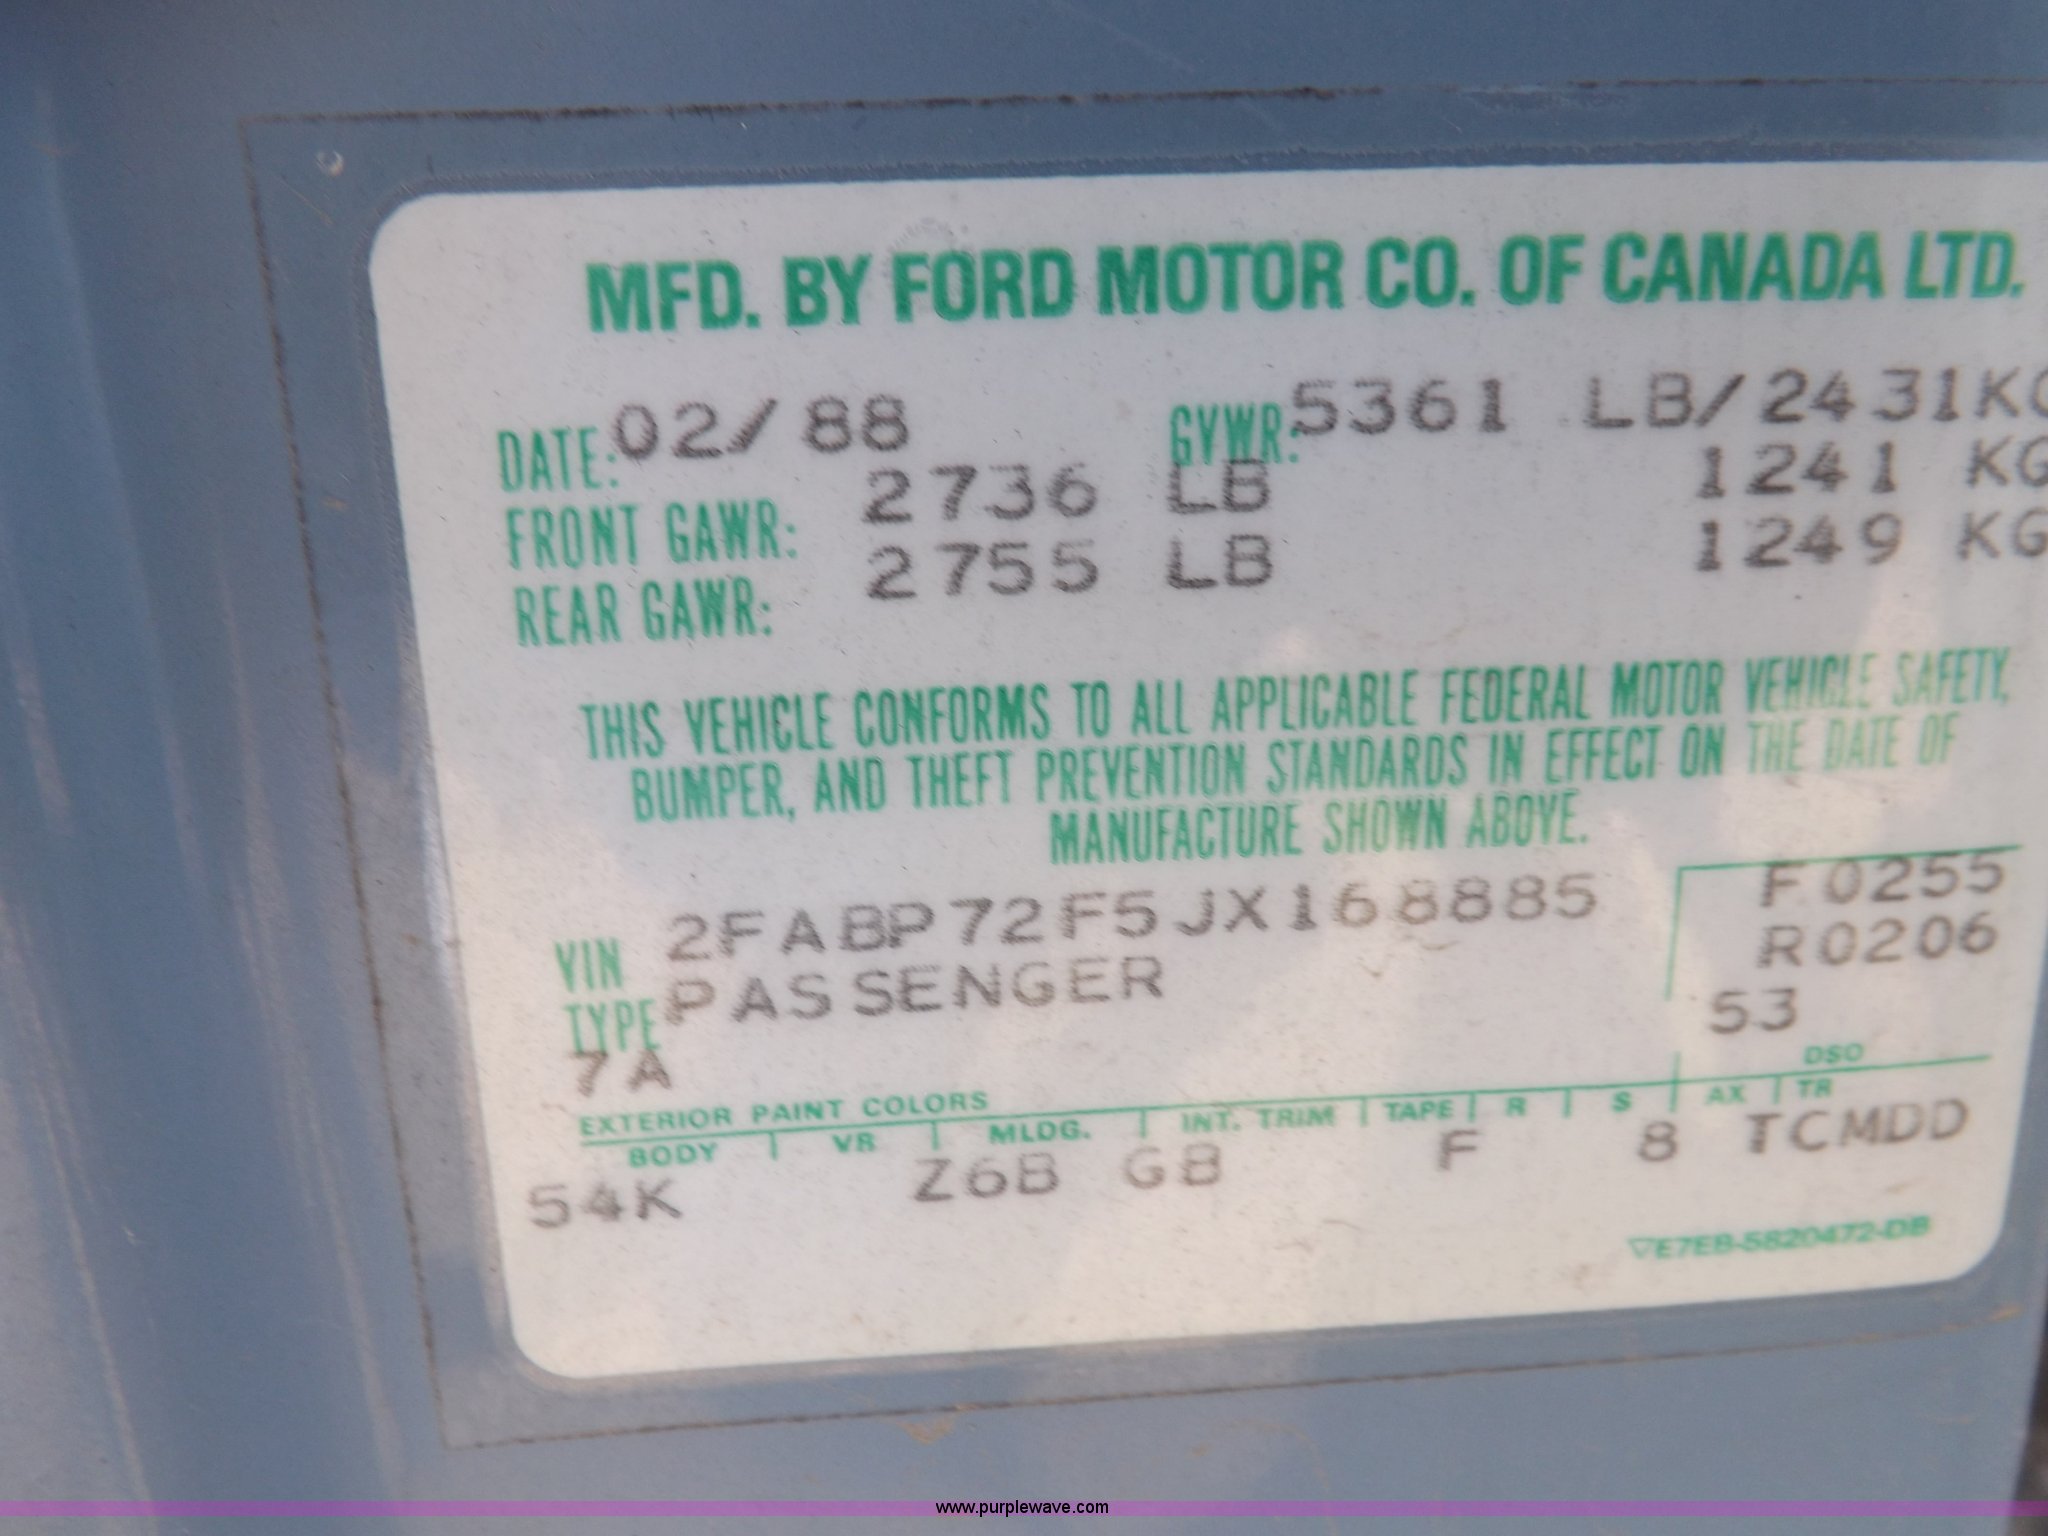 MFD. BY FORD MOTOR CO. OF CANADA LTD.
DATE: 02/88 GVWR: 5361 LB/2431KG
FRONT GAWR: 2736 LB 1241 KG
REAR GAWR: 2755 LB 1249 KG
THIS VEHICLE CONFORMS TO ALL APPLICABLE FEDERAL MOTOR VEHICLE SAFETY,
BUMPER, AND THEFT PREVENTION STANDARDS IN EFFECT ON THE DATE OF
MANUFACTURE SHOWN ABOVE.
VIN 2FABP72F5JX168885 F0255
TYPE PASSENGER R0206
7A 53
EXTERIOR PAINT COLORS DSO
BODY VR MLDG. INT. TRIM TAPE R S AX TR
54K Z6B GB F 8 TCMDD
▽E7EB-5820472-DB
www.purplewave.com